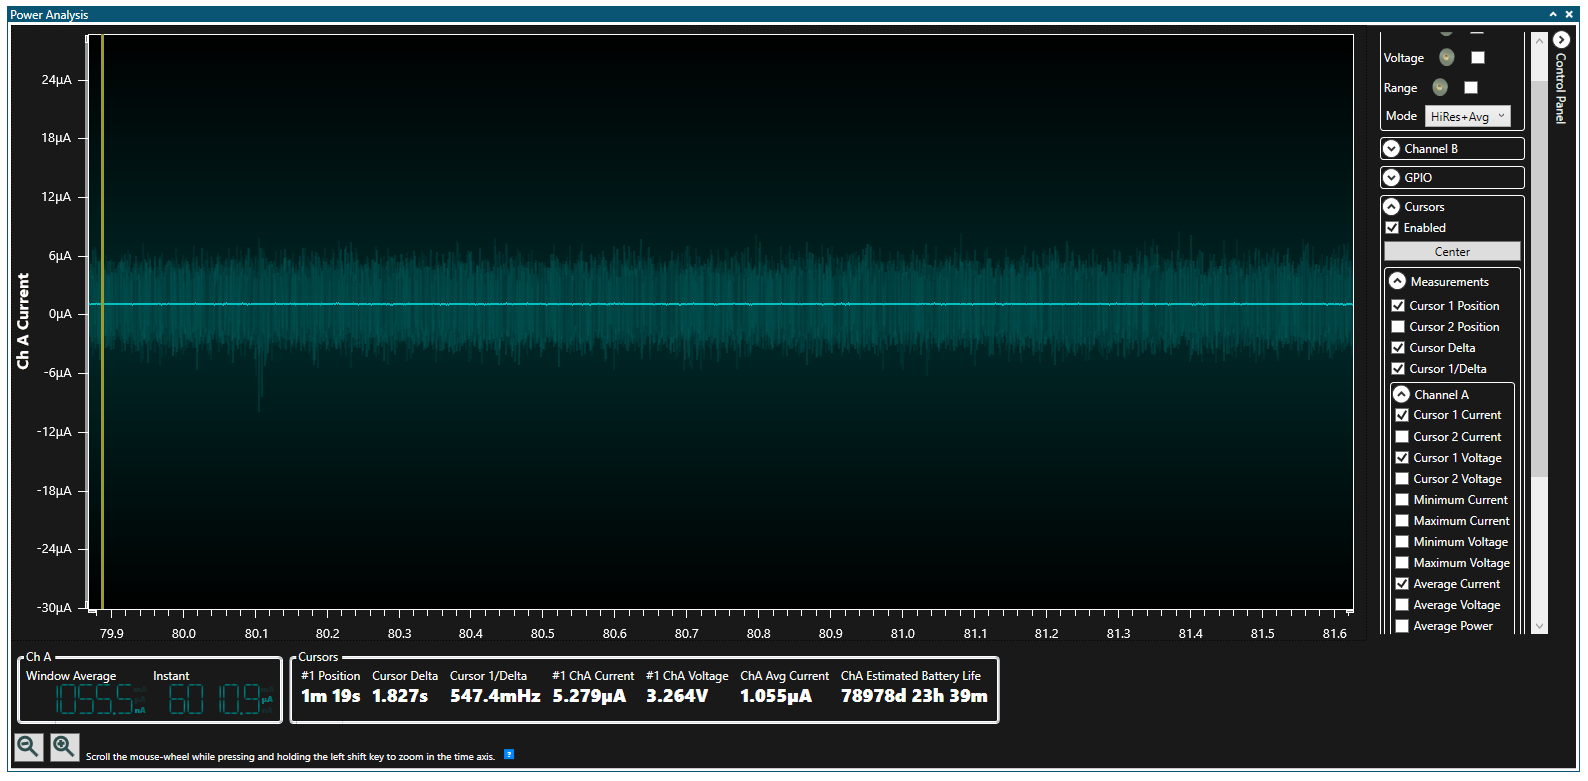 Power Analysis
24µA
18µA
12µA
6µA
0µA
-6µA
-12µA
-18µA
-24µA
-30µA
Ch A Current
79.9 80.0 80.1 80.2 80.3 80.4 80.5 80.6 80.7 80.8 80.9 81.0 81.1 81.2 81.3 81.4 81.5 81.6
Voltage
Range
Mode HiRes+Avg
Channel B
GPIO
Cursors
Enabled
Center
Measurements
Cursor 1 Position
Cursor 2 Position
Cursor Delta
Cursor 1/Delta
Channel A
Cursor 1 Current
Cursor 2 Current
Cursor 1 Voltage
Cursor 2 Voltage
Minimum Current
Maximum Current
Minimum Voltage
Maximum Voltage
Average Current
Average Voltage
Average Power
Control Panel
Ch A
Window Average Instant
1055.5 nA 60 10.9 µA
Cursors
#1 Position Cursor Delta Cursor 1/Delta #1 ChA Current #1 ChA Voltage ChA Avg Current ChA Estimated Battery Life
1m 19s 1.827s 547.4mHz 5.279µA 3.264V 1.055µA 78978d 23h 39m
Scroll the mouse-wheel while pressing and holding the left shift key to zoom in the time axis. ?